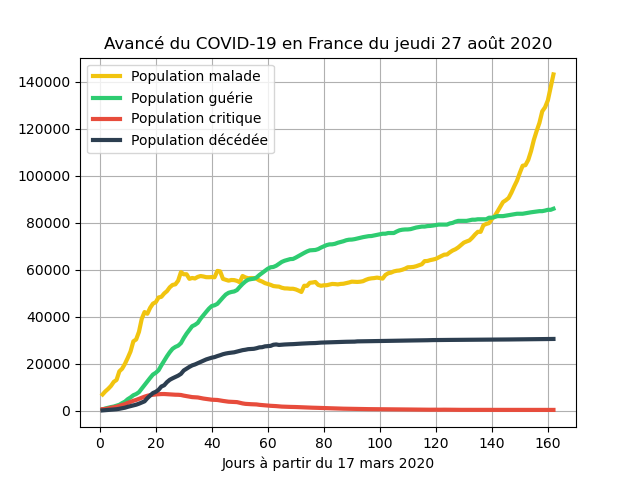 Avancé du COVID-19 en France du jeudi 27 août 2020
Population malade
Population guérie
Population critique
Population décédée
140000
120000
100000
80000
60000
40000
20000
0
0 20 40 60 80 100 120 140 160
Jours à partir du 17 mars 2020